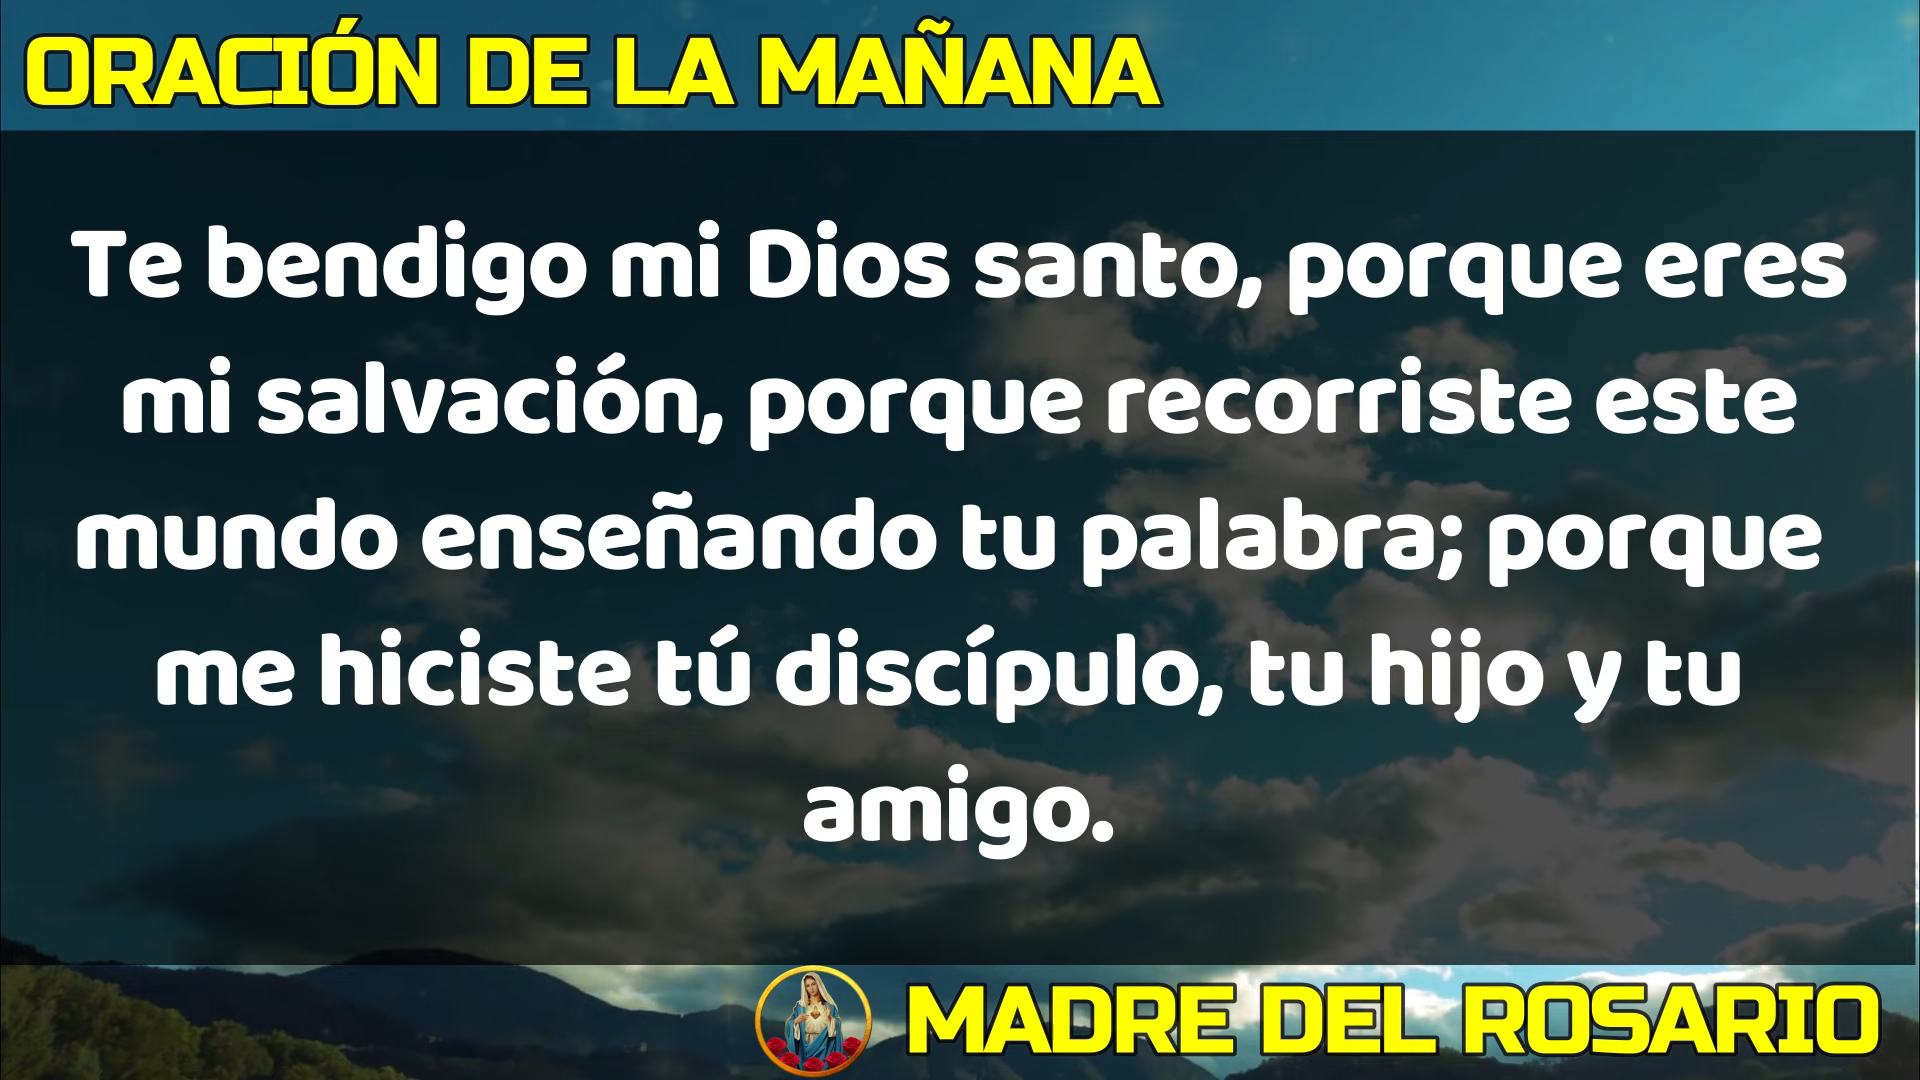 ORACIÓN DE LA MAÑANA
Te bendigo mi Dios santo, porque eres
mi salvación, porque recorriste este
mundo enseñando tu palabra; porque
me hiciste tú discípulo, tu hijo y tu
amigo.
MADRE DEL ROSARIO